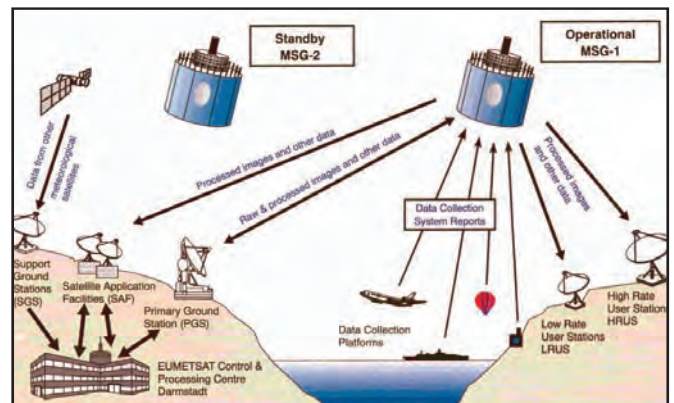 Standby
MSG-2
Operational
MSG-1
Data from other
meteorological
satellites
Processed images and other data
Raw & processed images and other data
Processed images
and other data
Data Collection
System Reports
Support
Ground
Stations
(SGS)
Satellite Application
Facilities (SAF)
Primary Ground
Station (PGS)
Data Collection
Platforms
Low Rate
User Stations
LRUS
High Rate
User Station
HRUS
EUMETSAT Control &
Processing Centre
Darmstadt